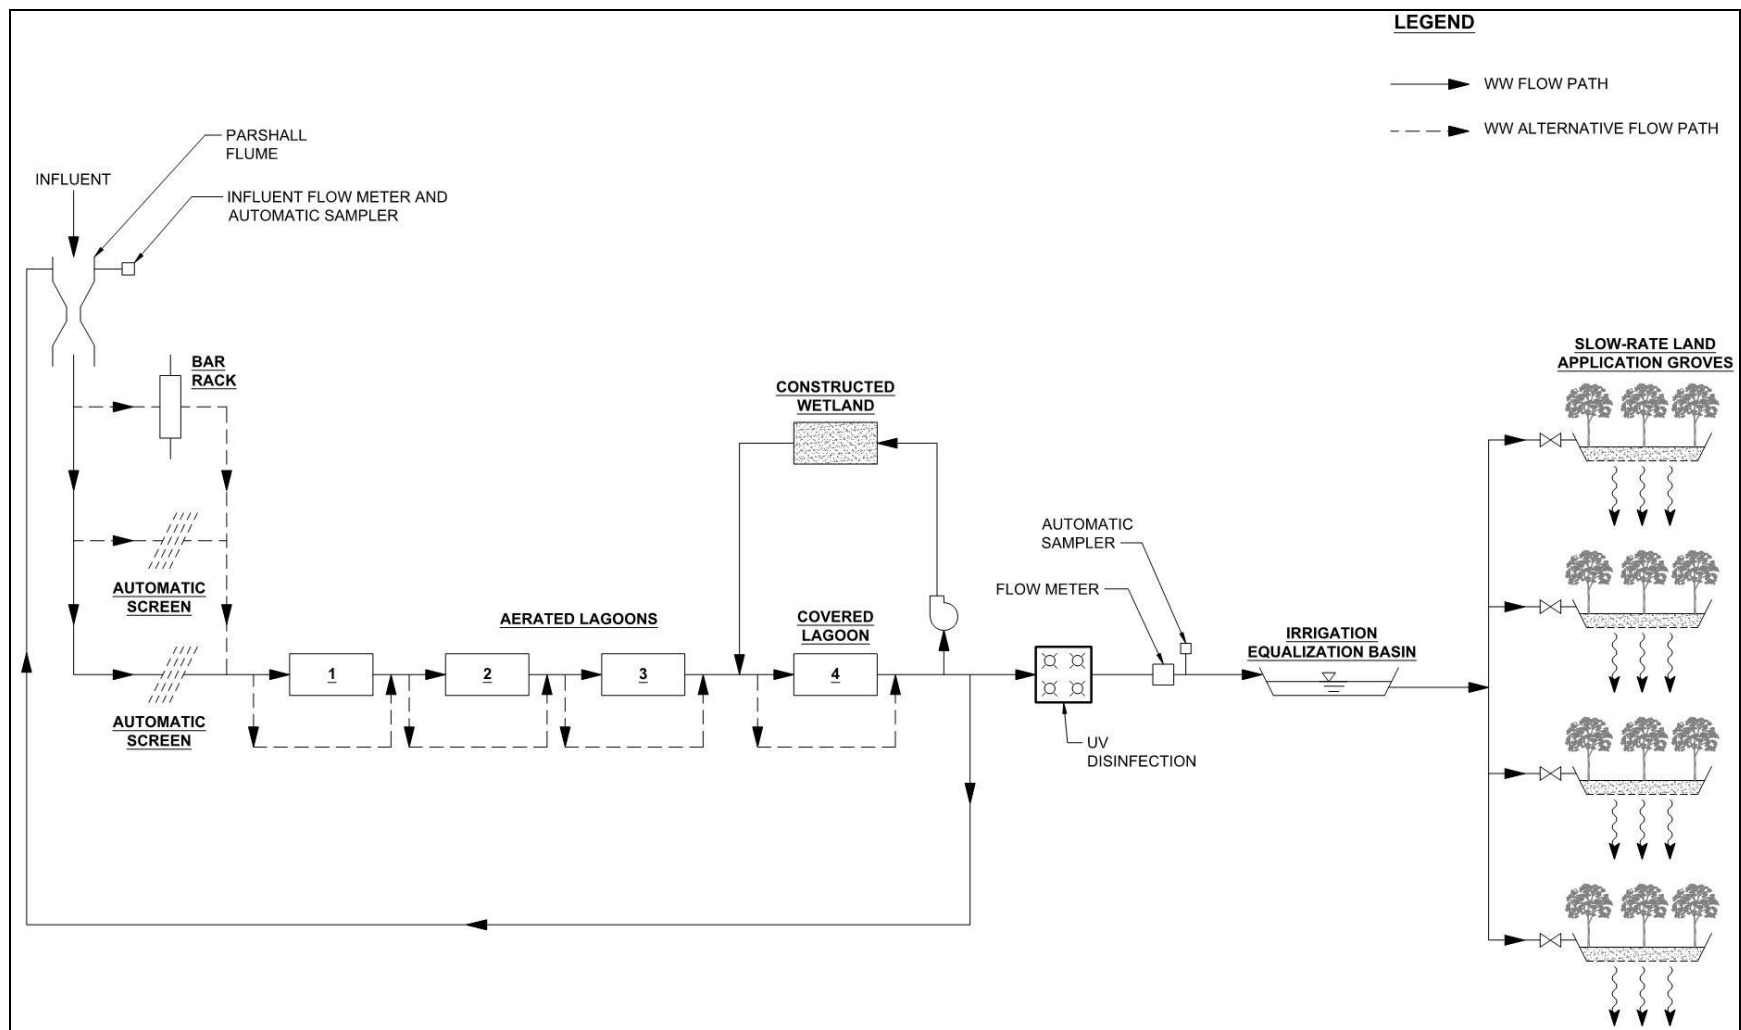 LEGEND
WW FLOW PATH
WW ALTERNATIVE FLOW PATH
PARSHALL
FLUME
INFLUENT
INFLUENT FLOW METER AND
AUTOMATIC SAMPLER
BAR
RACK
AUTOMATIC
SCREEN
AUTOMATIC
SCREEN
AERATED LAGOONS
1
2
3
CONSTRUCTED
WETLAND
COVERED
LAGOON
4
AUTOMATIC
SAMPLER
FLOW METER
UV
DISINFECTION
IRRIGATION
EQUALIZATION BASIN
SLOW-RATE LAND
APPLICATION GROVES